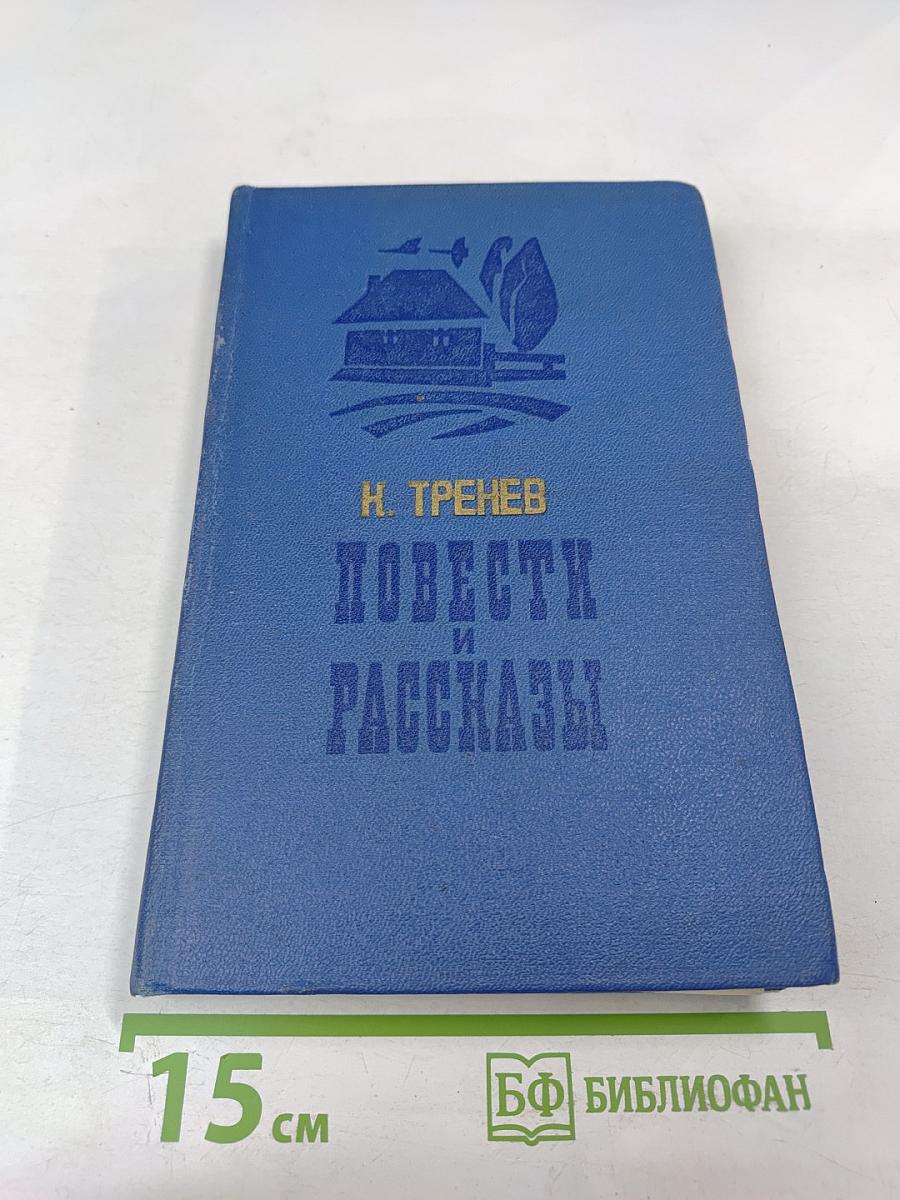 К. ТРЕНЕВ
ПОВЕСТИ
И
РАССКАЗЫ
15 см
БФ БИБЛИОФАН